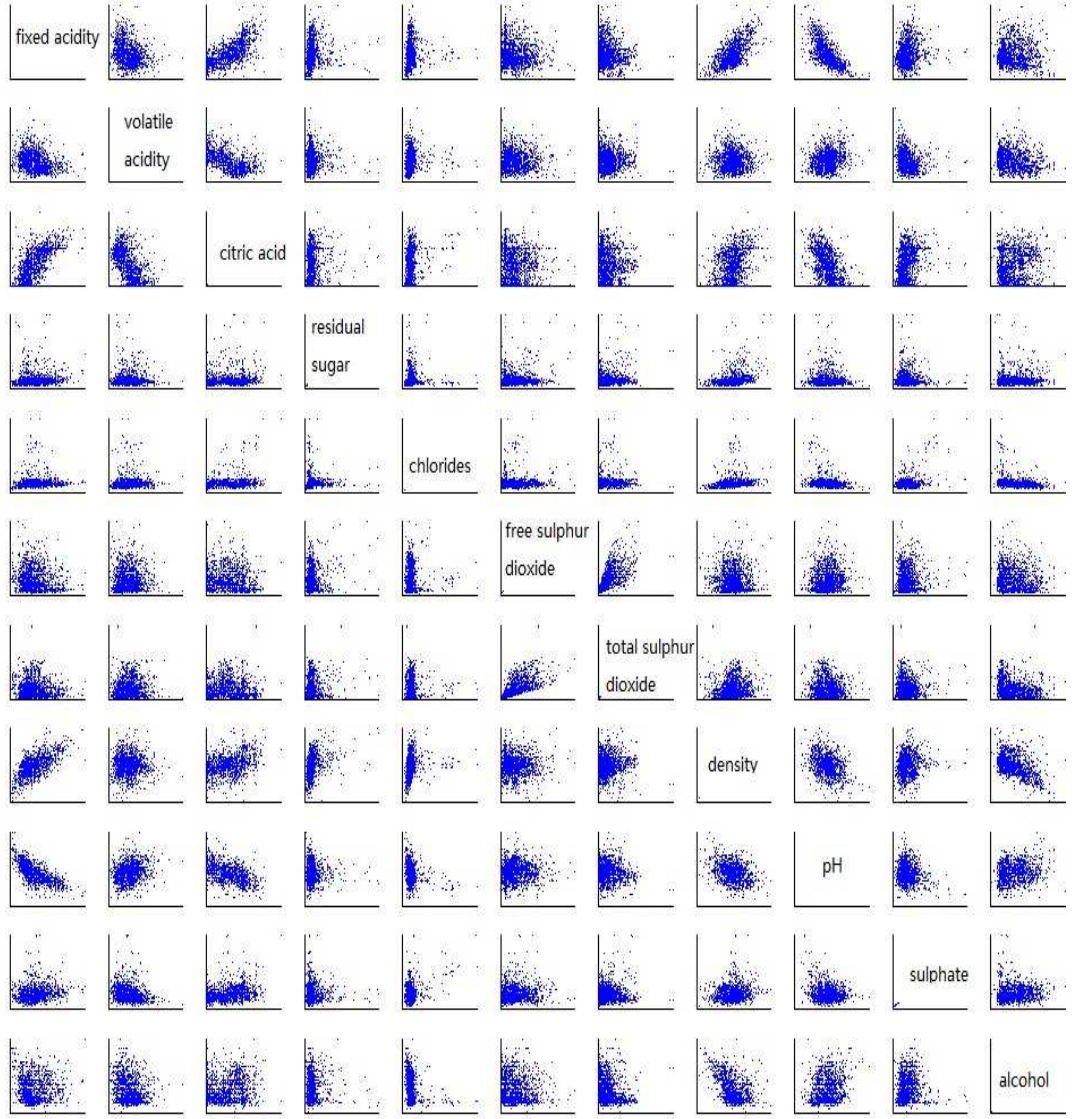 fixed acidity
volatile
acidity
citric acid
residual
sugar
chlorides
free sulphur
dioxide
total sulphur
dioxide
density
pH
sulphate
alcohol